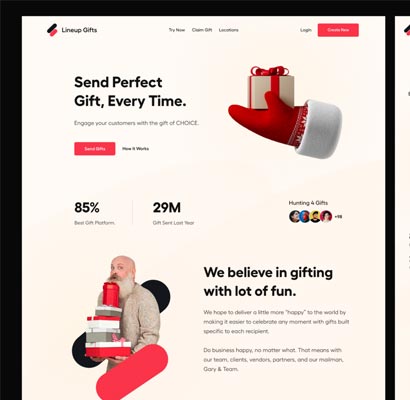 Lineup Gifts
Try Now Claim Gift Locations
Login Create New
Send Perfect
Gift, Every Time.
Engage your customers with the gift of CHOICE.
Send Gifts How It Works
85% 29M
Best Gift Platform. Gift Sent Last Year
Hunting 4 Gifts
+98
We believe in gifting
with lot of fun.
We hope to deliver a little more "happy" to the world by
making it easier to celebrate any moment with gifts built
specific to each recipient.
Do business happy, no matter what. That means with
our team, clients, vendors, partners, and our mailman,
Gary & Team.